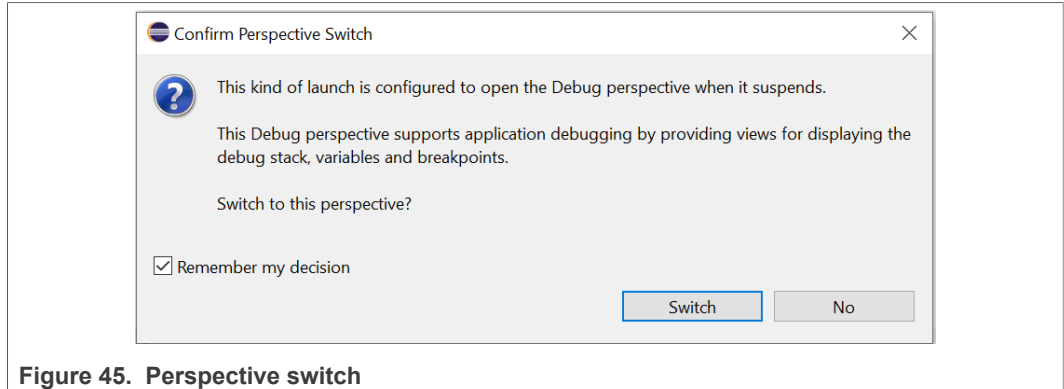 Confirm Perspective Switch
This kind of launch is configured to open the Debug perspective when it suspends.
This Debug perspective supports application debugging by providing views for displaying the
debug stack, variables and breakpoints.
Switch to this perspective?
Remember my decision
Switch
No
Figure 45. Perspective switch